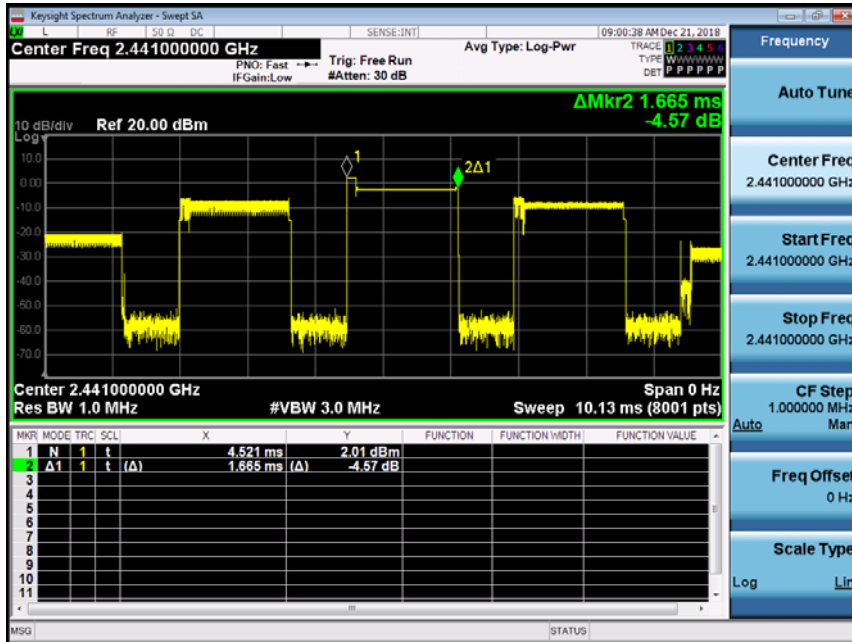 Keysight Spectrum Analyzer - Swept SA
L RF 50 Ω DC SENSE:INT 09:00:38 AM Dec 21, 2018
Center Freq 2.441000000 GHz
PNO: Fast
IFGain:Low
Trig: Free Run
#Atten: 30 dB
Avg Type: Log-Pwr
TRACE 1 2 3 4 5 6
TYPE WWWWWW
DET P P P P P P
ΔMkr2 1.665 ms
-4.57 dB
10 dB/div Ref 20.00 dBm
Log
10.0
0.00
-10.0
-20.0
-30.0
-40.0
-50.0
-60.0
-70.0
1
2Δ1
Center 2.441000000 GHz Span 0 Hz
Res BW 1.0 MHz #VBW 3.0 MHz Sweep 10.13 ms (8001 pts)
MKR MODE TRC SCL X Y FUNCTION FUNCTION WIDTH FUNCTION VALUE
1 N 1 t 4.521 ms 2.01 dBm
2 Δ1 1 t (Δ) 1.665 ms (Δ) -4.57 dB
3
4
5
6
7
8
9
10
11
MSG STATUS
Frequency
Auto Tune
Center Freq
2.441000000 GHz
Start Freq
2.441000000 GHz
Stop Freq
2.441000000 GHz
CF Step
1.000000 MHz
Auto Man
Freq Offset
0 Hz
Scale Type
Log Lin